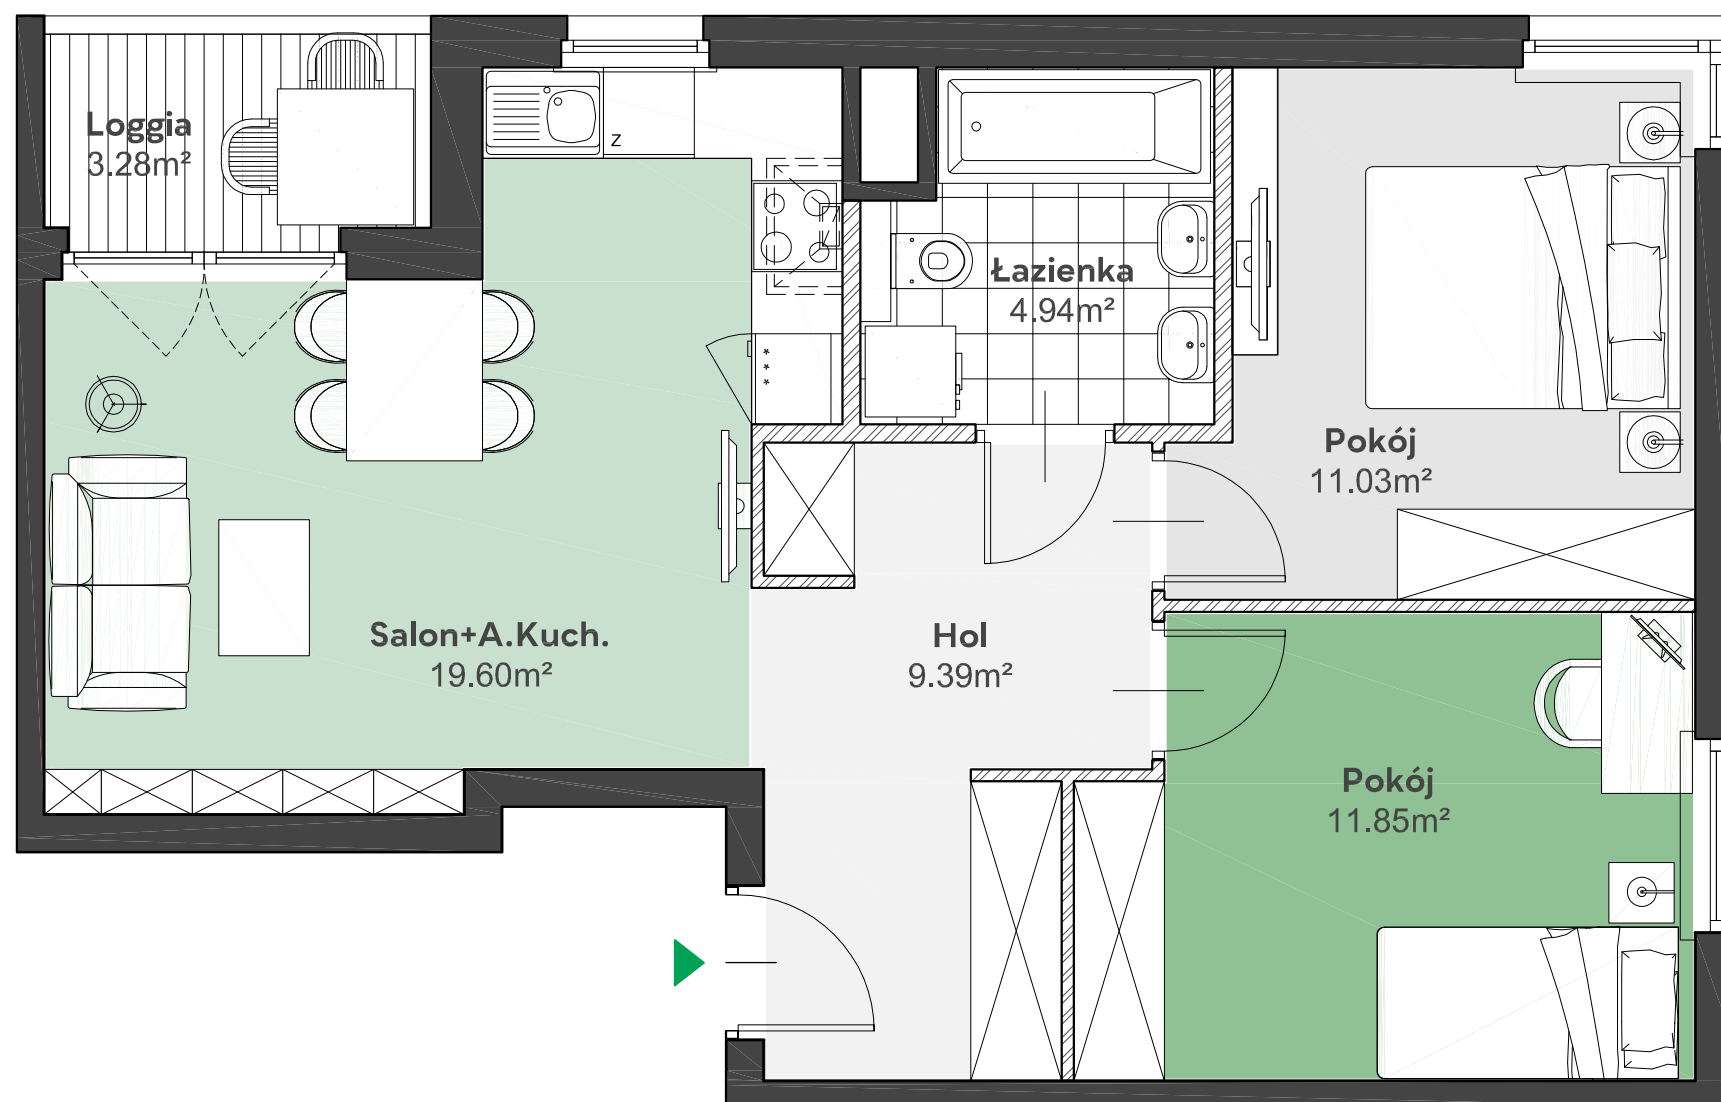 Loggia
3.28m²
z
Łazienka
4.94m²
* * *
Pokój
11.03m²
Salon+A.Kuch.
19.60m²
Hol
9.39m²
Pokój
11.85m²